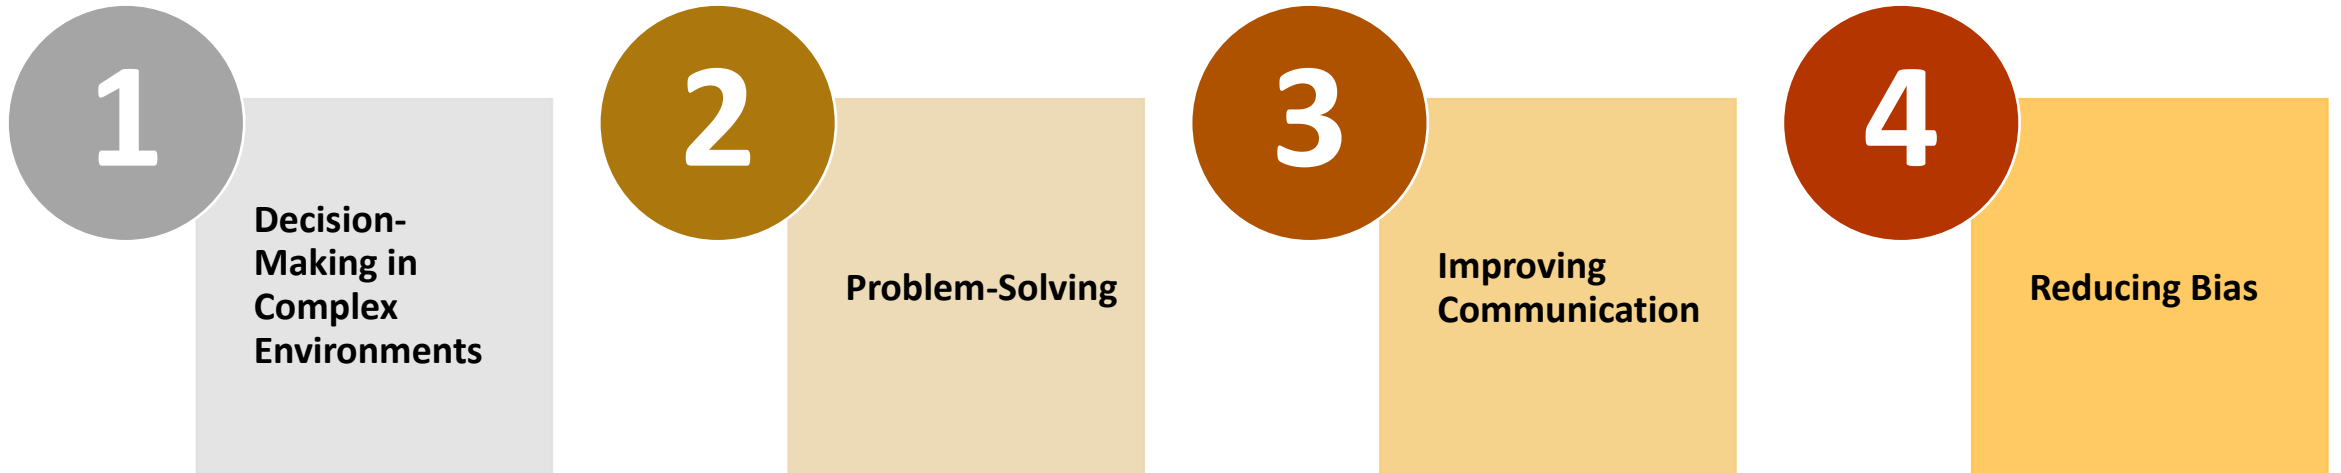 1
Decision-
Making in
Complex
Environments
2
Problem-Solving
3
Improving
Communication
4
Reducing Bias